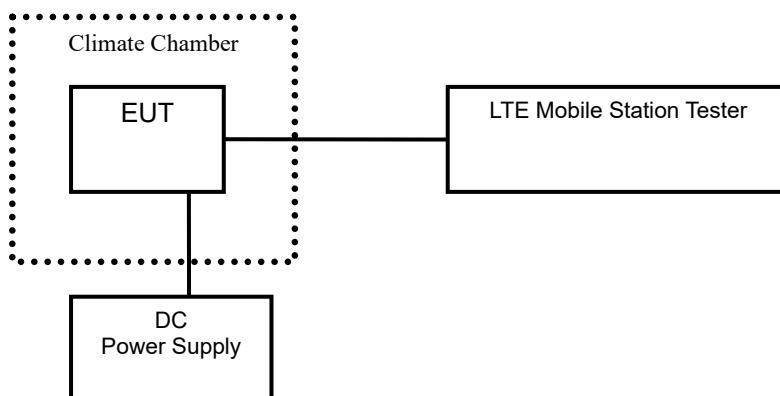 Climate Chamber
EUT
LTE Mobile Station Tester
DC
Power Supply